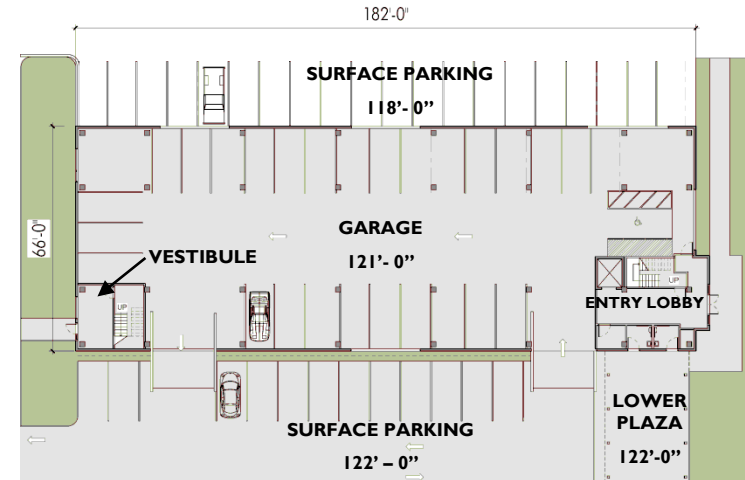 182'-0"
SURFACE PARKING
118'- 0”
66'-0"
GARAGE
121'- 0”
VESTIBULE
UP
UP
ENTRY LOBBY
LOWER
PLAZA
122’-0”
SURFACE PARKING
122’ – 0”